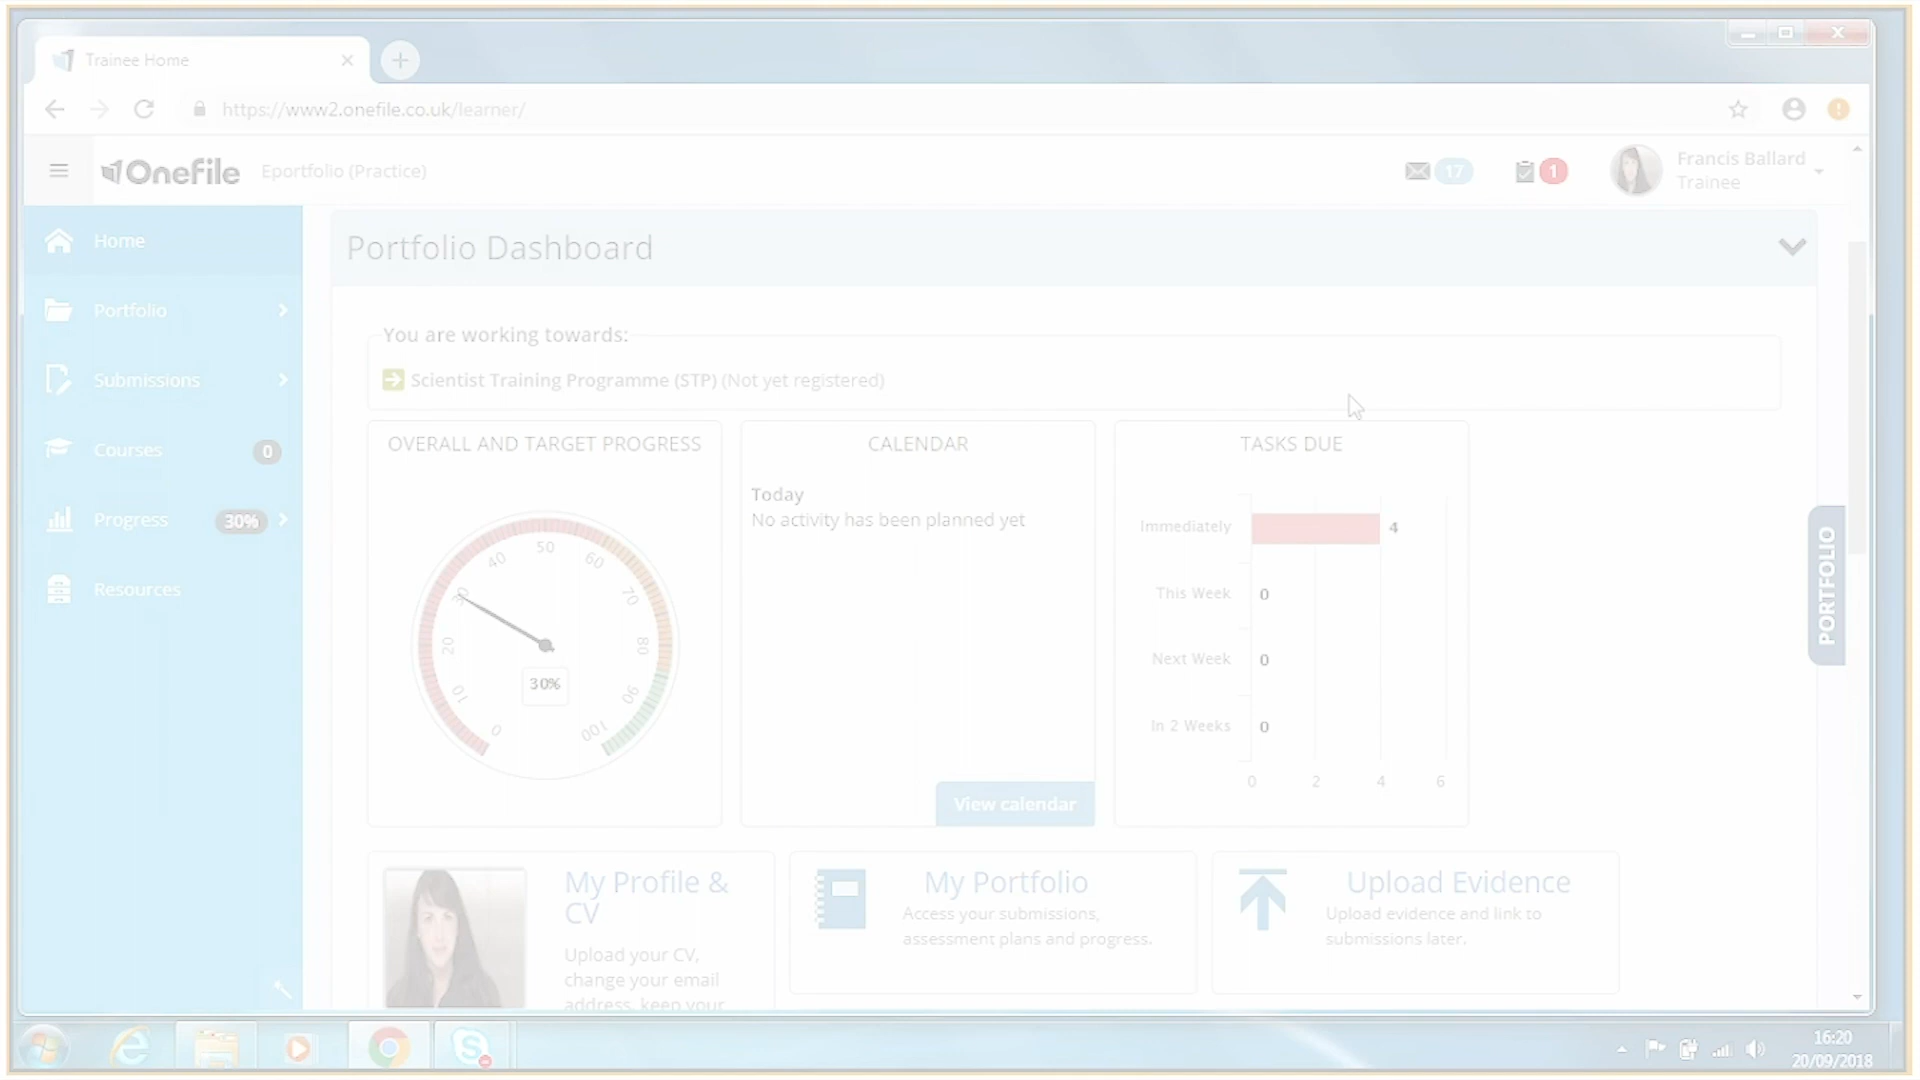 Trainee Home
https://www2.onefile.co.uk/learner/
OneFile Eportfolio (Practice)
17
1
Francis Ballard
Trainee
Home
Portfolio
Submissions
Courses 0
Progress 30%
Resources
Portfolio Dashboard
You are working towards:
Scientist Training Programme (STP) (Not yet registered)
OVERALL AND TARGET PROGRESS
0
10
20
30
40
50
60
70
80
90
100
30%
CALENDAR
Today
No activity has been planned yet
View calendar
TASKS DUE
Immediately 4
This Week 0
Next Week 0
In 2 Weeks 0
0 2 4 6
PORTFOLIO
My Profile &
CV
Upload your CV,
change your email
address, keep your
My Portfolio
Access your submissions,
assessment plans and progress.
Upload Evidence
Upload evidence and link to
submissions later.
16:20
20/09/2018